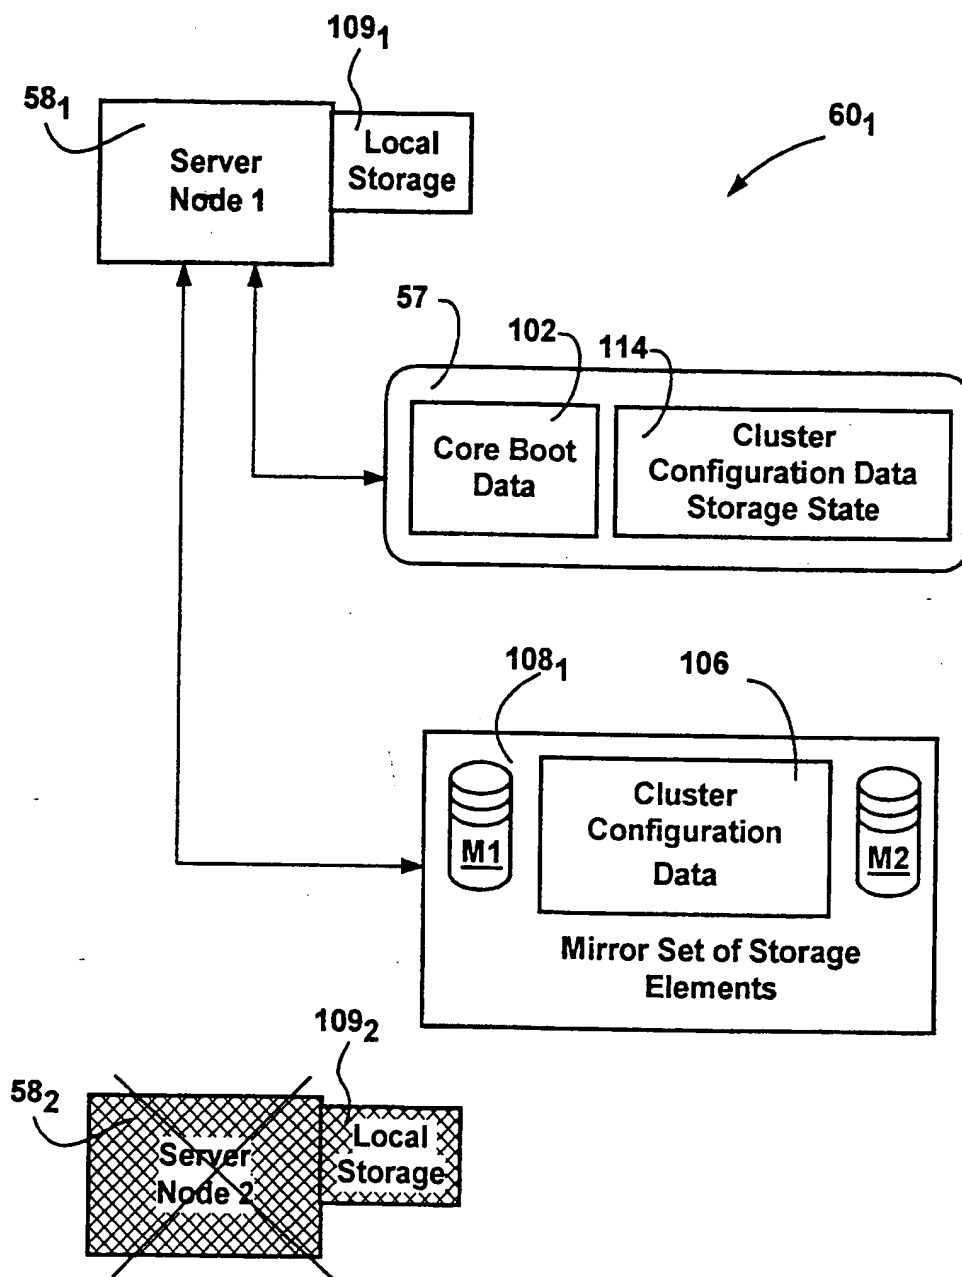 109₁
58₁
Server
Node 1
Local
Storage
60₁
57
102
114
Core Boot
Data
Cluster
Configuration Data
Storage State
108₁
106
M1
Cluster
Configuration
Data
M2
Mirror Set of Storage
Elements
109₂
58₂
Server
Node 2
Local
Storage